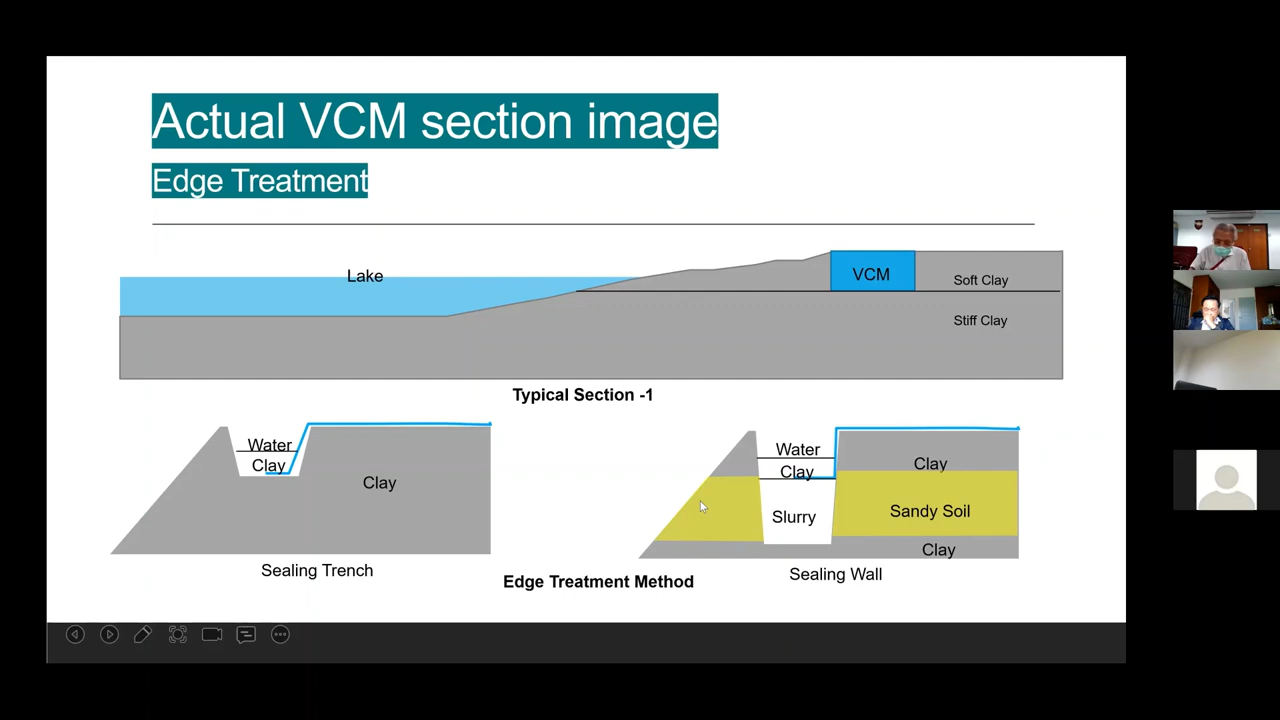 Actual VCM section image
Edge Treatment
Lake
VCM
Soft Clay
Stiff Clay
Typical Section -1
Water
Clay
Clay
Sealing Trench
Water
Clay
Slurry
Clay
Sandy Soil
Clay
Sealing Wall
Edge Treatment Method